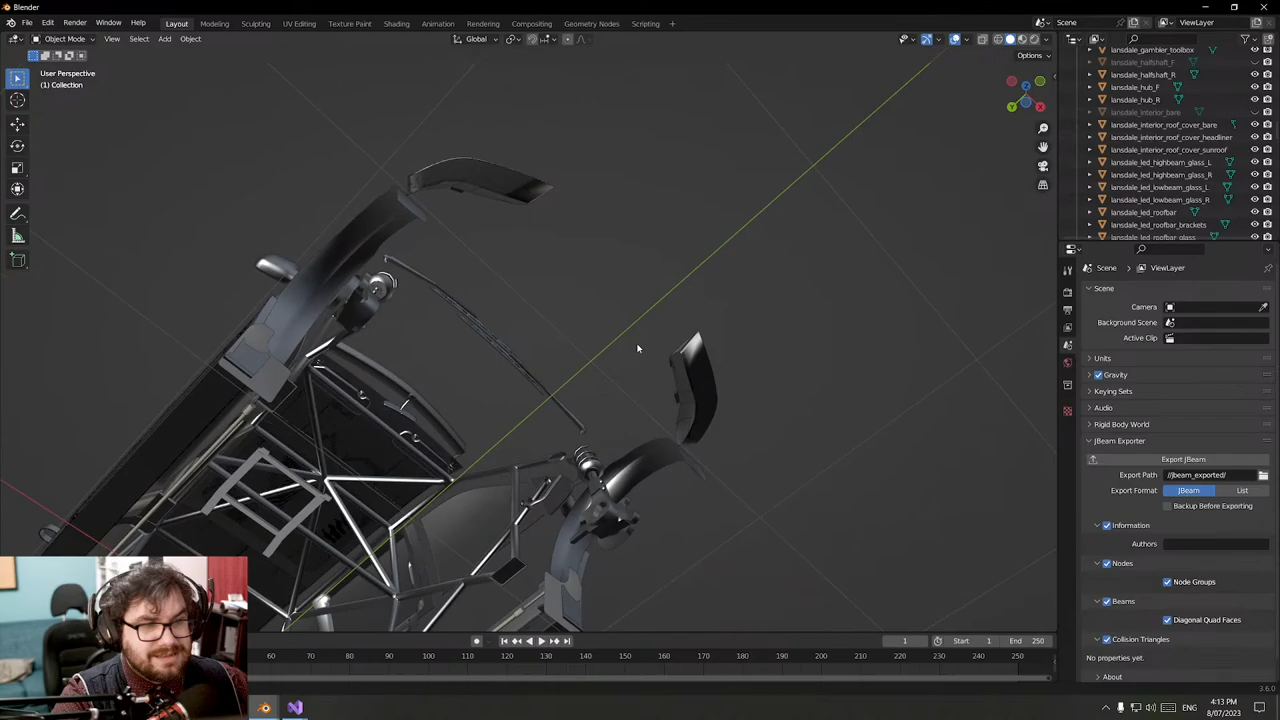 Blender
File Edit Render Window Help
Layout Modeling Sculpting UV Editing Texture Paint Shading Animation Rendering Compositing Geometry Nodes Scripting +
Scene
ViewLayer
Object Mode View Select Add Object
Global
Options
User Perspective
(1) Collection
lansdale_gambler_toolbox
lansdale_halfshaft_F
lansdale_halfshaft_R
lansdale_hub_F
lansdale_hub_R
lansdale_interior_bare
lansdale_interior_roof_cover_bare
lansdale_interior_roof_cover_headliner
lansdale_interior_roof_cover_sunroof
lansdale_led_highbeam_glass_L
lansdale_led_highbeam_glass_R
lansdale_led_lowbeam_glass_L
lansdale_led_lowbeam_glass_R
lansdale_led_roofbar
lansdale_led_roofbar_brackets
lansdale_led_roofbar_glass
Scene ViewLayer
Scene
Camera
Background Scene
Active Clip
Units
Gravity
Keying Sets
Audio
Rigid Body World
JBeam Exporter
Export JBeam
Export Path //jbeam_exported/
Export Format JBeam List
Backup Before Exporting
Information
Authors
Nodes
Node Groups
Beams
Diagonal Quad Faces
Collision Triangles
No properties yet.
About
1 Start 1 End 250
60 70 80 90 100 110 120 130 140 150 160 170 180 190 200 210 220 230 240 250
3.6.0
ENG
4:13 PM
8/07/2023